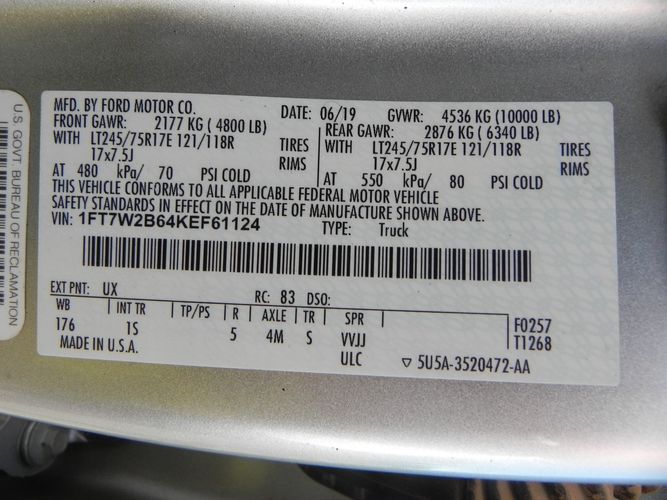 U.S. GOVT. BUREAU OF RECLAMATION
MFD. BY FORD MOTOR CO. DATE: 06/19 GVWR: 4536 KG (10000 LB)
FRONT GAWR: 2177 KG ( 4800 LB) REAR GAWR: 2876 KG ( 6340 LB)
WITH LT245/75R17E 121/118R TIRES WITH LT245/75R17E 121/118R TIRES
17x7.5J RIMS 17x7.5J RIMS
AT 480 kPa/ 70 PSI COLD AT 550 kPa/ 80 PSI COLD
THIS VEHICLE CONFORMS TO ALL APPLICABLE FEDERAL MOTOR VEHICLE
SAFETY STANDARDS IN EFFECT ON THE DATE OF MANUFACTURE SHOWN ABOVE.
VIN: 1FT7W2B64KEF61124 TYPE: Truck
EXT PNT: UX RC: 83 DSO:
WB INT TR TP/PS R AXLE TR SPR F0257
176 1S 5 4M S VVJJ T1268
MADE IN U.S.A. ULC ▽ 5U5A-3520472-AA